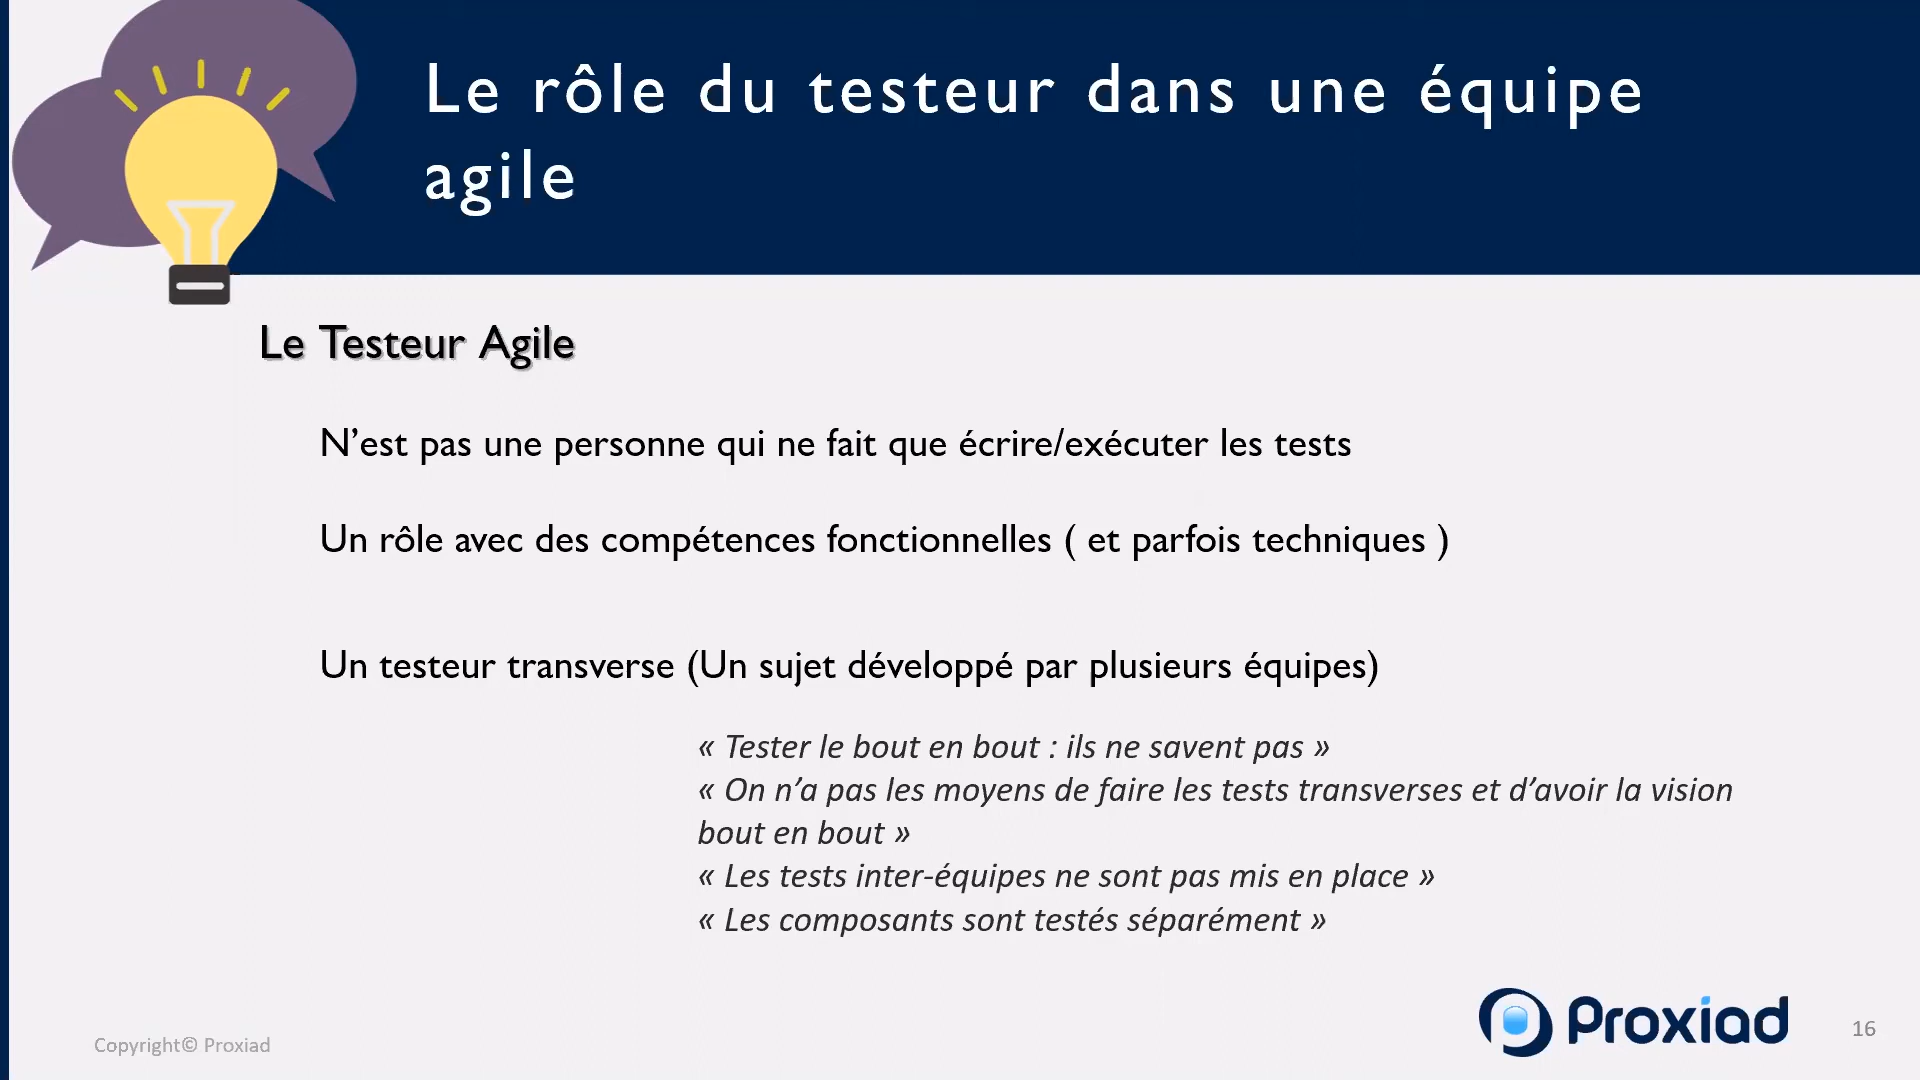 Le rôle du testeur dans une équipe
agile
Le Testeur Agile
N’est pas une personne qui ne fait que écrire/exécuter les tests
Un rôle avec des compétences fonctionnelles ( et parfois techniques )
Un testeur transverse (Un sujet développé par plusieurs équipes)
« Tester le bout en bout : ils ne savent pas »
« On n’a pas les moyens de faire les tests transverses et d’avoir la vision
bout en bout »
« Les tests inter-équipes ne sont pas mis en place »
« Les composants sont testés séparément »
Proxiad
16
Copyright© Proxiad